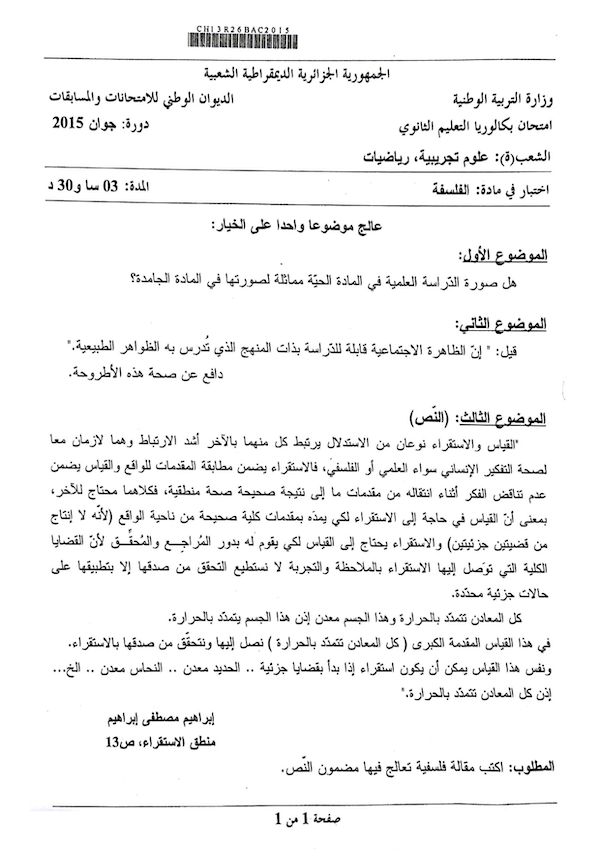 CH13R26BAC2015
الجمهورية الجزائرية الديمقراطية الشعبية
وزارة التربية الوطنية الديوان الوطني للامتحانات والمسابقات
امتحان بكالوريا التعليم الثانوي دورة: جوان 2015
الشعب(ة): علوم تجريبية، رياضيات
اختبار في مادة: الفلسفة المدة: 03 سا و30 د
عالج موضوعا واحدا على الخيار:
الموضوع الأول:
هل صورة الدّراسة العلمية في المادة الحيّة مماثلة لصورتها في المادة الجامدة؟
الموضوع الثاني:
قيل: " إنّ الظاهرة الاجتماعية قابلة للدّراسة بذات المنهج الذي تُدرس به الظواهر الطبيعية."
دافع عن صحة هذه الأطروحة.
الموضوع الثالث: (النّص)
"القياس والاستقراء نوعان من الاستدلال يرتبط كل منهما بالآخر أشد الارتباط وهما لازمان معا
لصحة التفكير الإنساني سواء العلمي أو الفلسفي، فالاستقراء يضمن مطابقة المقدمات للواقع والقياس يضمن
عدم تناقض الفكر أثناء انتقاله من مقدمات ما إلى نتيجة صحيحة صحة منطقية، فكلاهما محتاج للآخر،
بمعنى أنّ القياس في حاجة إلى الاستقراء لكي يمدّه بمقدمات كلية صحيحة من ناحية الواقع (لأنّه لا إنتاج
من قضيتين جزئيتين) والاستقراء يحتاج إلى القياس لكي يقوم له بدور المُراجع والمُحقِّق لأنّ القضايا
الكلية التي توَصل إليها الاستقراء بالملاحظة والتجربة لا نستطيع التحقق من صدقها إلا بتطبيقها على
حالات جزئية محدّدة.
كل المعادن تتمدّد بالحرارة وهذا الجسم معدن إذن هذا الجسم يتمدّد بالحرارة.
في هذا القياس المقدمة الكبرى ( كل المعادن تتمدّد بالحرارة ) نصل إليها ونتحقّق من صدقها بالاستقراء.
ونفس هذا القياس يمكن أن يكون استقراء إذا بدأ بقضايا جزئية .. الحديد معدن .. النحاس معدن .. الخ...
إذن كل المعادن تتمدّد بالحرارة."
إبراهيم مصطفى إبراهيم
منطق الاستقراء، ص13
المطلوب: اكتب مقالة فلسفية تعالج فيها مضمون النّص.
صفحة 1 من 1